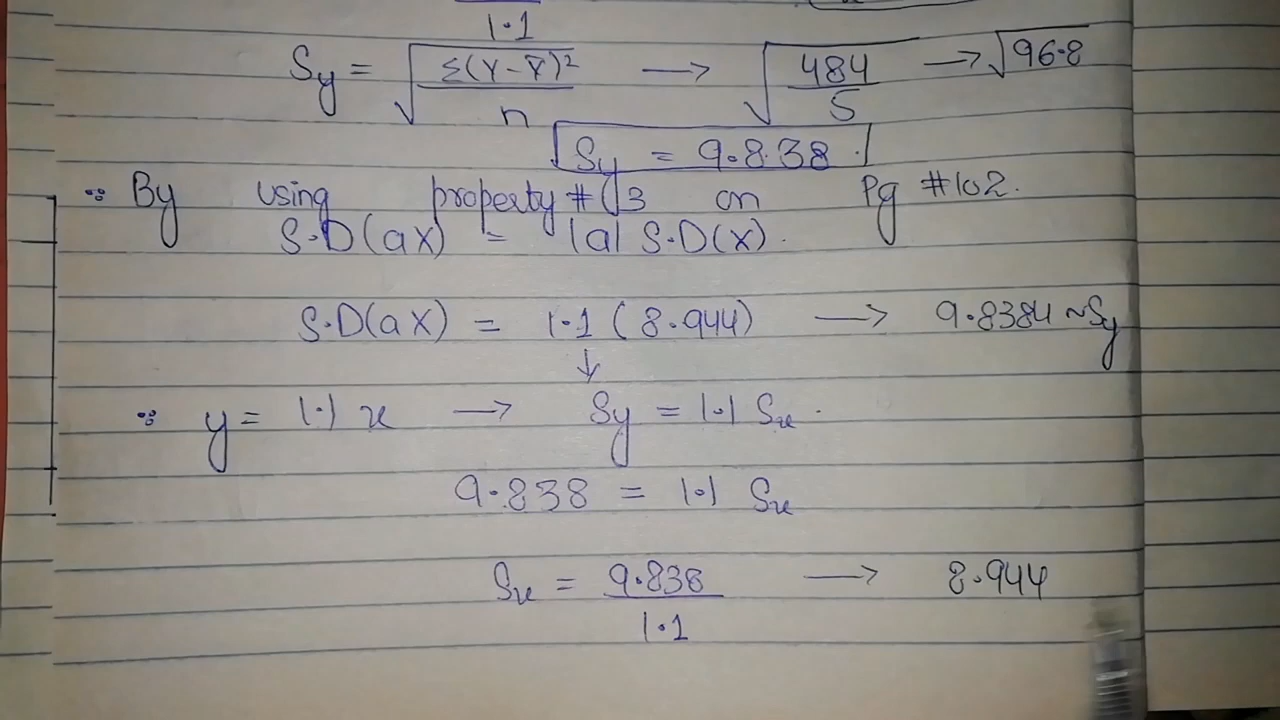 1.1
Sy = √Σ(Y-Ȳ)²/n → √484/5 → √96.8
Sy = 9.838.
∵ By using property # 3 on Pg #102.
S.D(aX) = |a| S.D(X).
S.D(aX) = 1.1 (8.944) → 9.8384 ~Sy
↓
∵ y = 1.1 x → Sy = 1.1 Sx.
9.838 = 1.1 Sx
Sx = 9.838/1.1 → 8.944